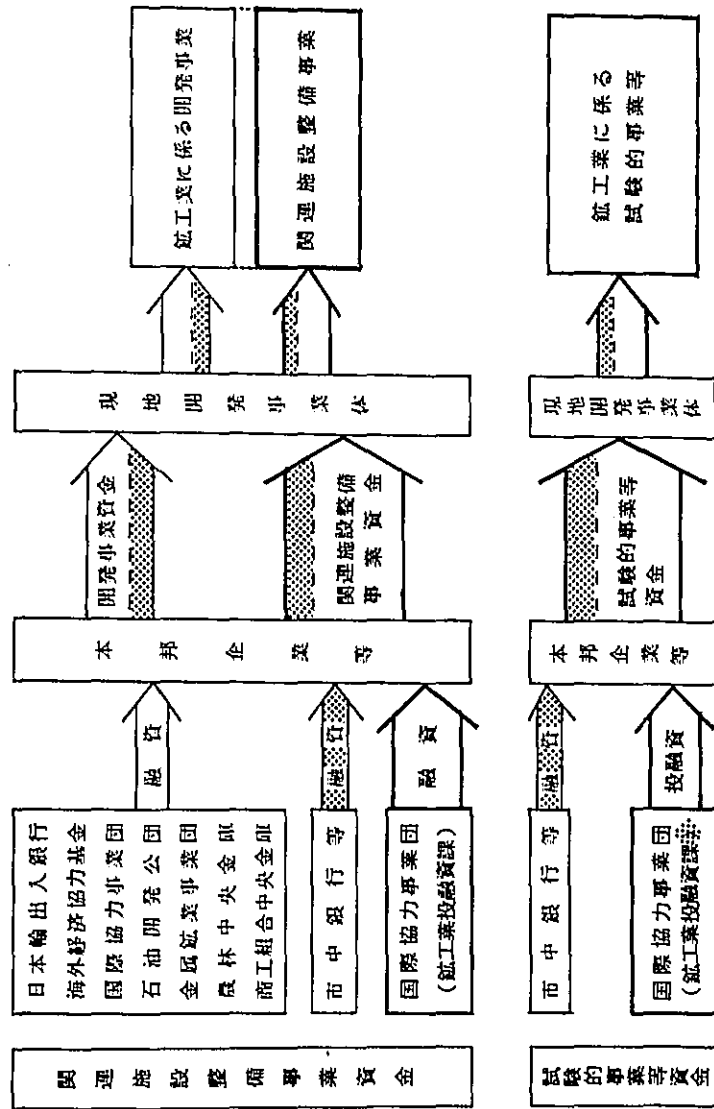 関連施設整備事業資金
日本輸出入銀行
海外経済協力基金
国際協力事業団
石油開発公団
金属鉱業事業団
農林中央金庫
商工組合中央金庫
融資
市中銀行等
融資
国際協力事業団
(鉱工業投融資課)
融資
本邦企業等
開発事業資金
関連施設整備
事業資金
現地開発事業体
鉱工業に係る開発事業
関連施設整備事業
試験的事業等資金
市中銀行等
融資
国際協力事業団
(鉱工業投融資課)
投融資
本邦企業等
試験的事業等
資金
現地開発事業体
鉱工業に係る
試験的事業等